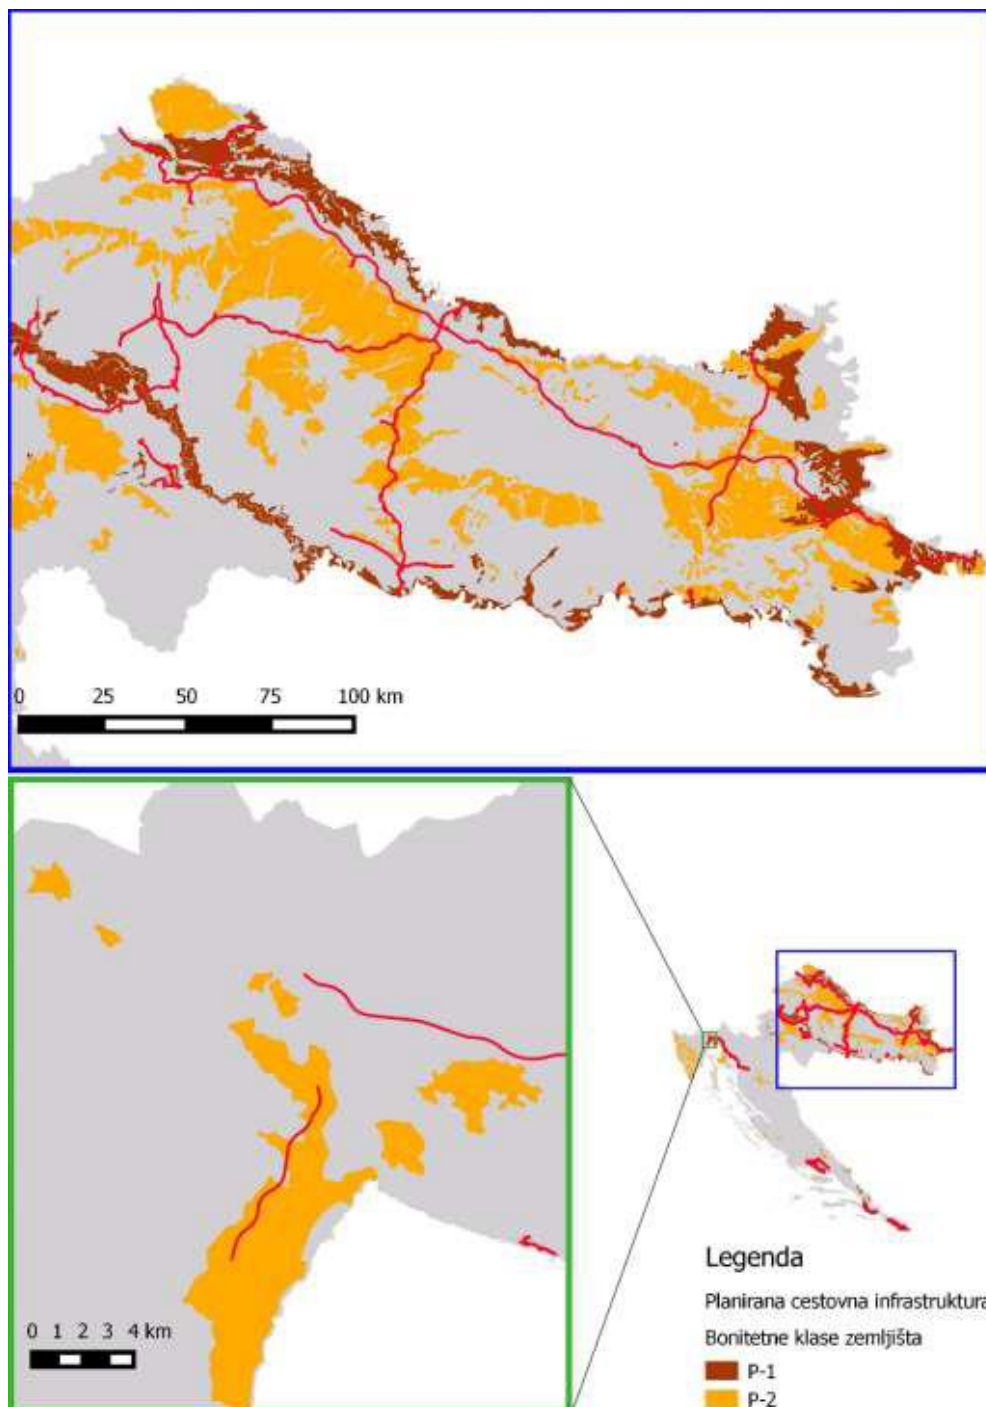 0 25 50 75 100 km
0 1 2 3 4 km
Legenda
Planirana cestovna infrastruktura
Bonitetne klase zemljišta
P-1
P-2